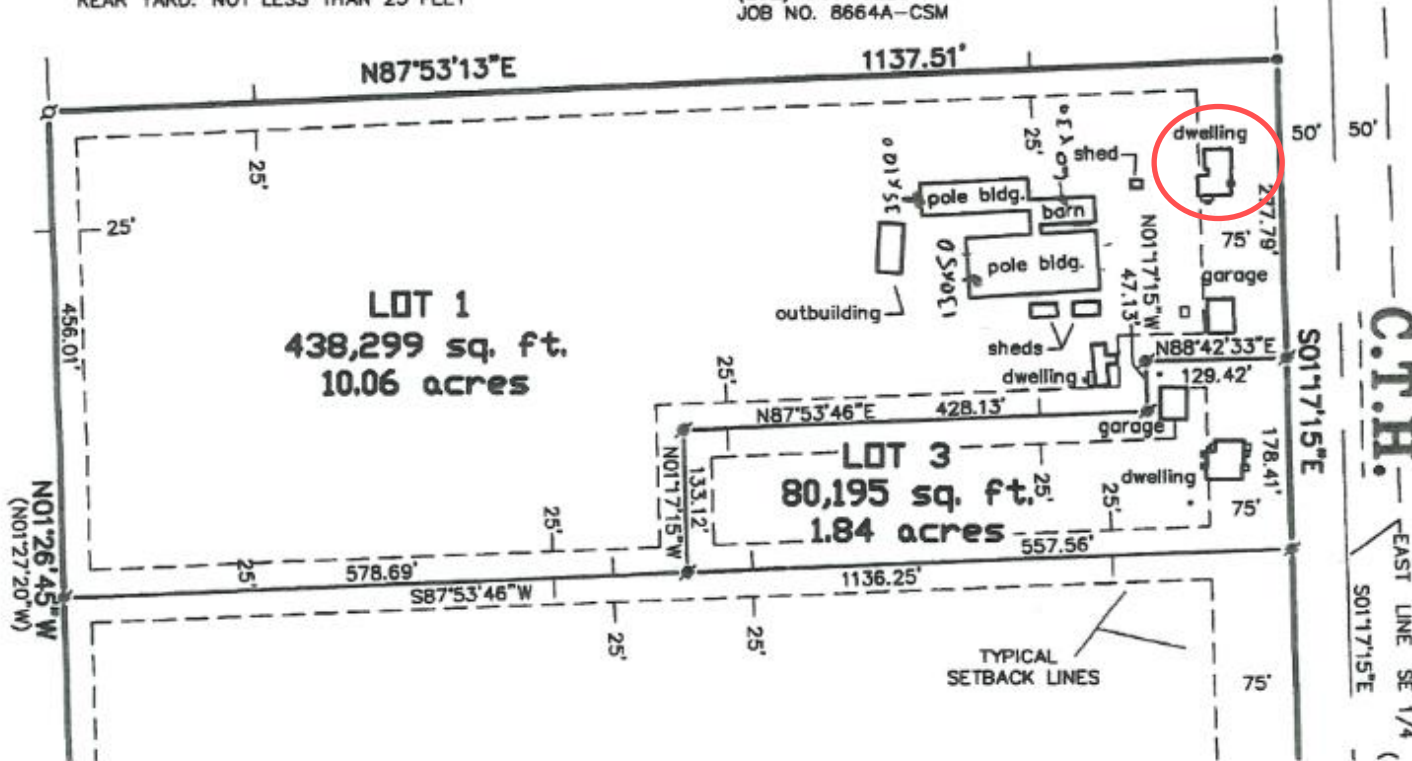 REAR YARD: NOT LESS THAN 25 FEET
JOB NO. 8664A-CSM
N87°53'13"E
1137.51'
50'
50'
dwelling
25'
25'
60 x 30
shed
35x100
pole bldg.
barn
277.79'
25'
N01°17'15"W
47.13'
75'
130x50
pole bldg.
garage
456.01'
LOT 1
438,299 sq. ft.
10.06 acres
outbuilding
sheds
dwelling
N88°42'33"E
129.42'
S01°17'15"E
C.T.H.
25'
N87°53'46"E
428.13'
garage
178.41'
N01°17'15"W
133.12'
LOT 3
80,195 sq. ft.
1.84 acres
25'
25'
dwelling
75'
N01°26'45"W
(N01°27'20"W)
25'
25'
578.69'
S87°53'46"W
557.56'
1136.25'
25'
25'
TYPICAL
SETBACK LINES
75'
EAST LINE SE 1/4 (
S01°17'15"E